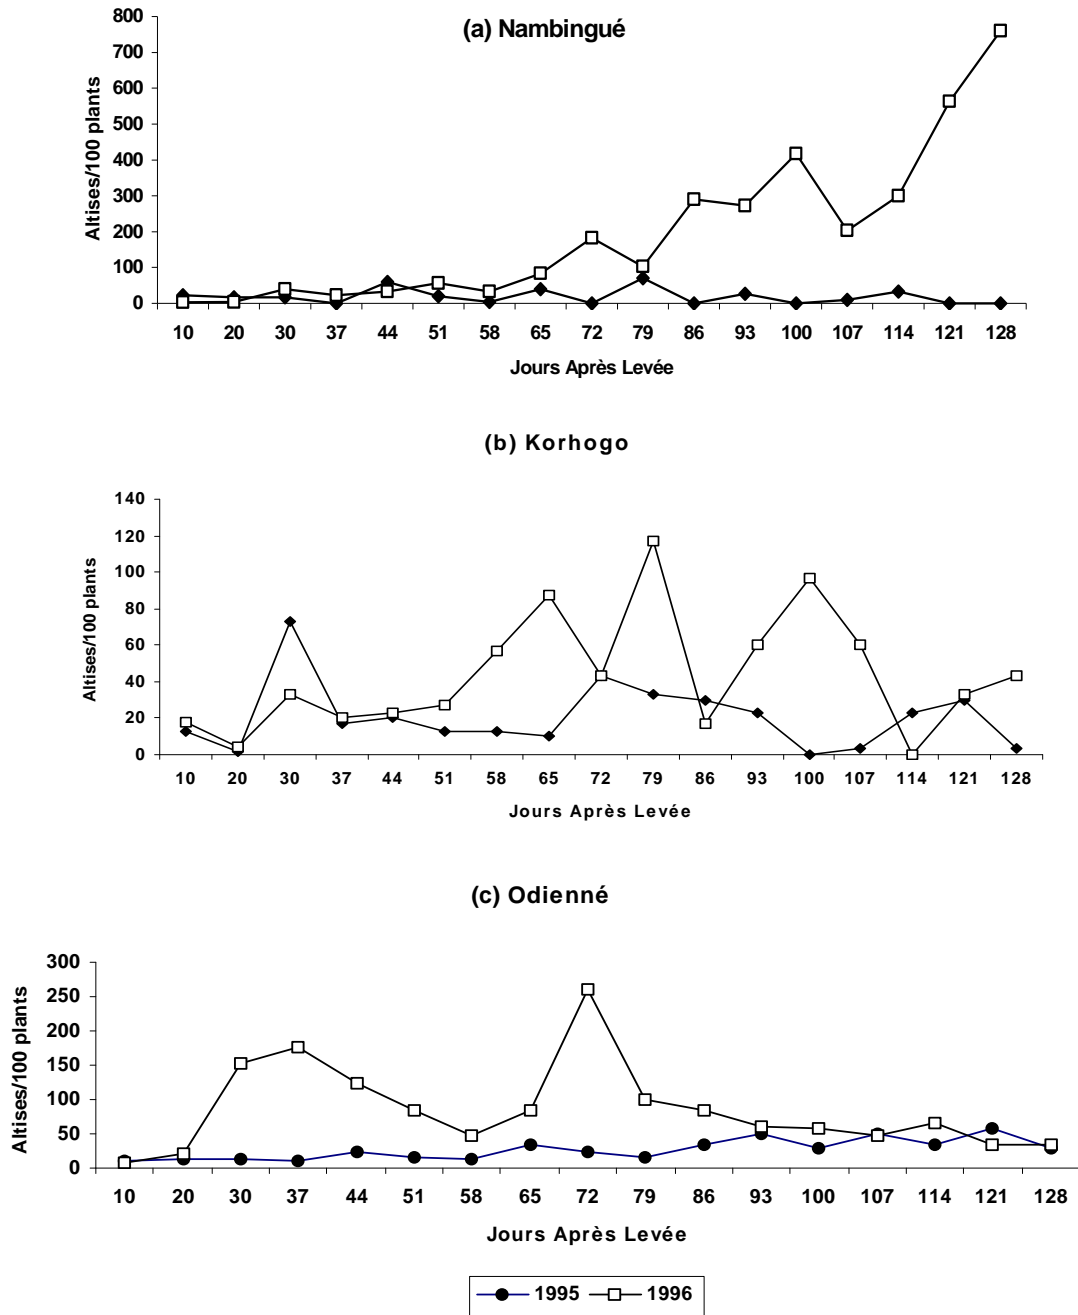 (a) Nambingué
800
700
600
500
400
300
200
100
0
Altises/100 plants
10 20 30 37 44 51 58 65 72 79 86 93 100 107 114 121 128
Jours Après Levée
(b) Korhogo
140
120
100
80
60
40
20
0
Altises/100 plants
10 20 30 37 44 51 58 65 72 79 86 93 100 107 114 121 128
Jours Après Levée
(c) Odienné
300
250
200
150
100
50
0
Altises/100 plants
10 20 30 37 44 51 58 65 72 79 86 93 100 107 114 121 128
Jours Après Levée
1995 1996